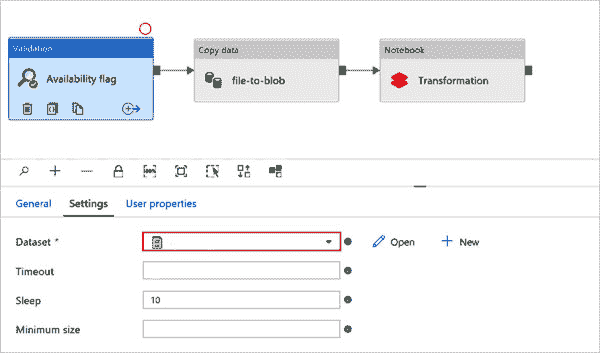 Validation
Availability flag
Copy data
file-to-blob
Notebook
Transformation
100%
General Settings User properties
Dataset * Open New
Timeout
Sleep 10
Minimum size